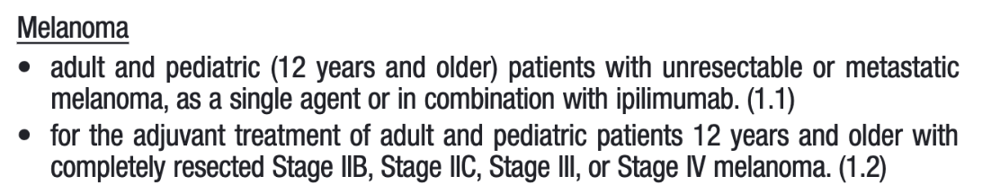 Melanoma
• adult and pediatric (12 years and older) patients with unresectable or metastatic
melanoma, as a single agent or in combination with ipilimumab. (1.1)
• for the adjuvant treatment of adult and pediatric patients 12 years and older with
completely resected Stage IIB, Stage IIC, Stage III, or Stage IV melanoma. (1.2)